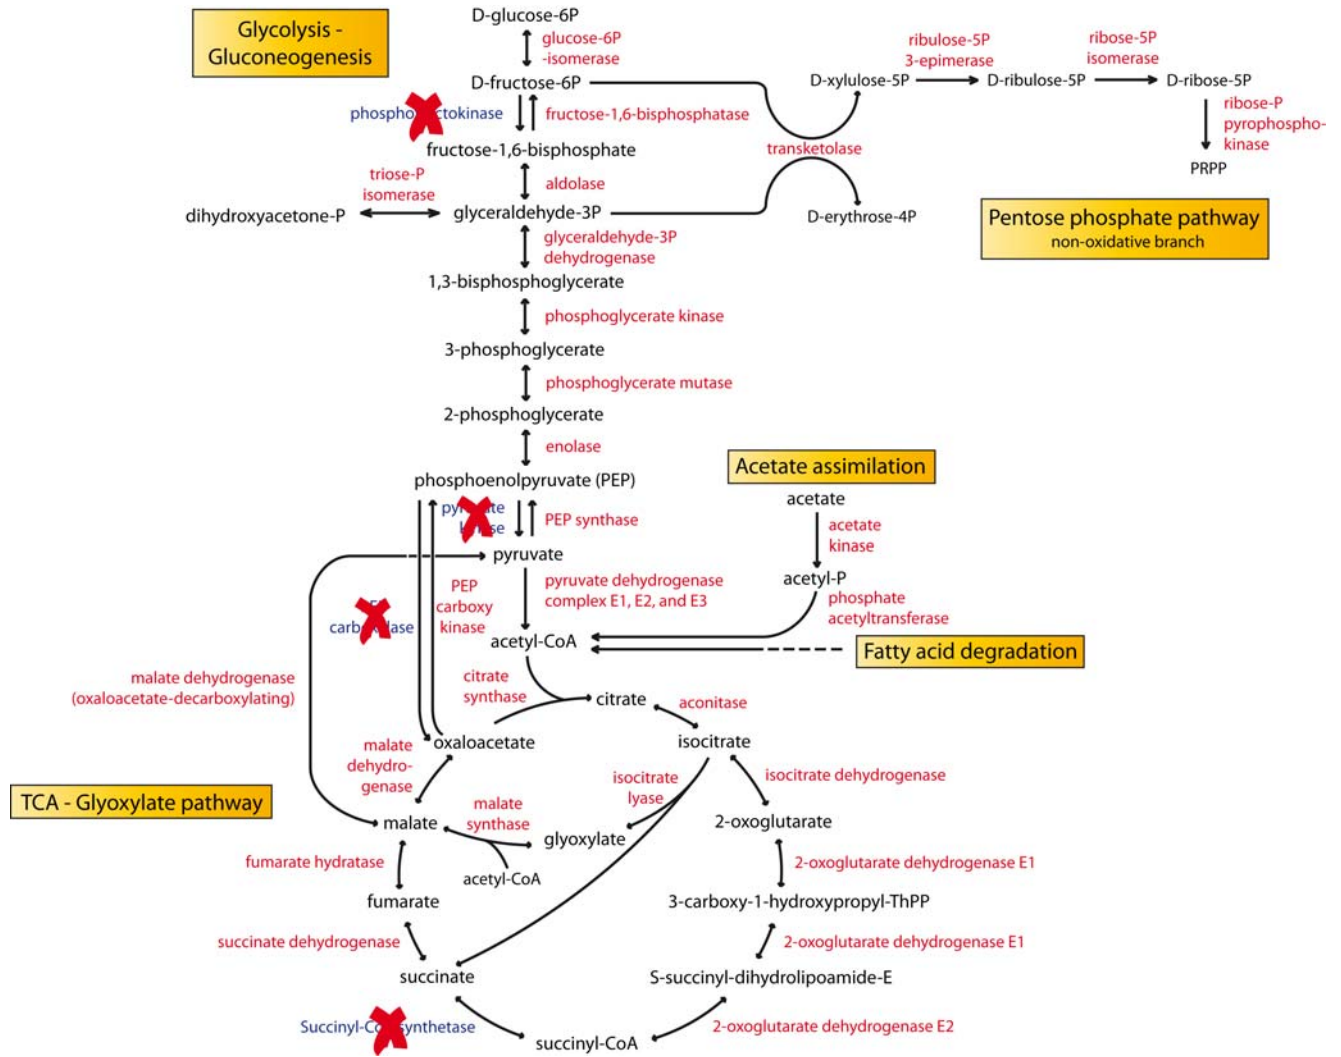 Glycolysis -
Gluconeogenesis
D-glucose-6P
glucose-6P
-isomerase
D-fructose-6P
fructose-1,6-bisphosphatase
fructose-1,6-bisphosphate
aldolase
triose-P
isomerase
dihydroxyacetone-P
glyceraldehyde-3P
glyceraldehyde-3P
dehydrogenase
1,3-bisphosphoglycerate
phosphoglycerate kinase
3-phosphoglycerate
phosphoglycerate mutase
2-phosphoglycerate
enolase
phosphoenolpyruvate (PEP)
PEP synthase
pyruvate
pyruvate dehydrogenase
complex E1, E2, and E3
acetyl-CoA
transketolase
D-xylulose-5P
ribulose-5P
3-epimerase
D-ribulose-5P
ribose-5P
isomerase
D-ribose-5P
ribose-P
pyrophospho-
kinase
PRPP
D-erythrose-4P
Pentose phosphate pathway
non-oxidative branch
Acetate assimilation
acetate
acetate
kinase
acetyl-P
phosphate
acetyltransferase
Fatty acid degradation
PEP
carboxy
kinase
malate dehydrogenase
(oxaloacetate-decarboxylating)
TCA - Glyoxylate pathway
citrate
synthase
citrate
aconitase
isocitrate
oxaloacetate
malate
dehydro-
genase
malate
malate
synthase
acetyl-CoA
glyoxylate
isocitrate
lyase
isocitrate dehydrogenase
2-oxoglutarate
2-oxoglutarate dehydrogenase E1
3-carboxy-1-hydroxypropyl-ThPP
2-oxoglutarate dehydrogenase E1
S-succinyl-dihydrolipoamide-E
2-oxoglutarate dehydrogenase E2
succinyl-CoA
Succinyl-CoA synthetase
succinate
succinate dehydrogenase
fumarate
fumarate hydratase